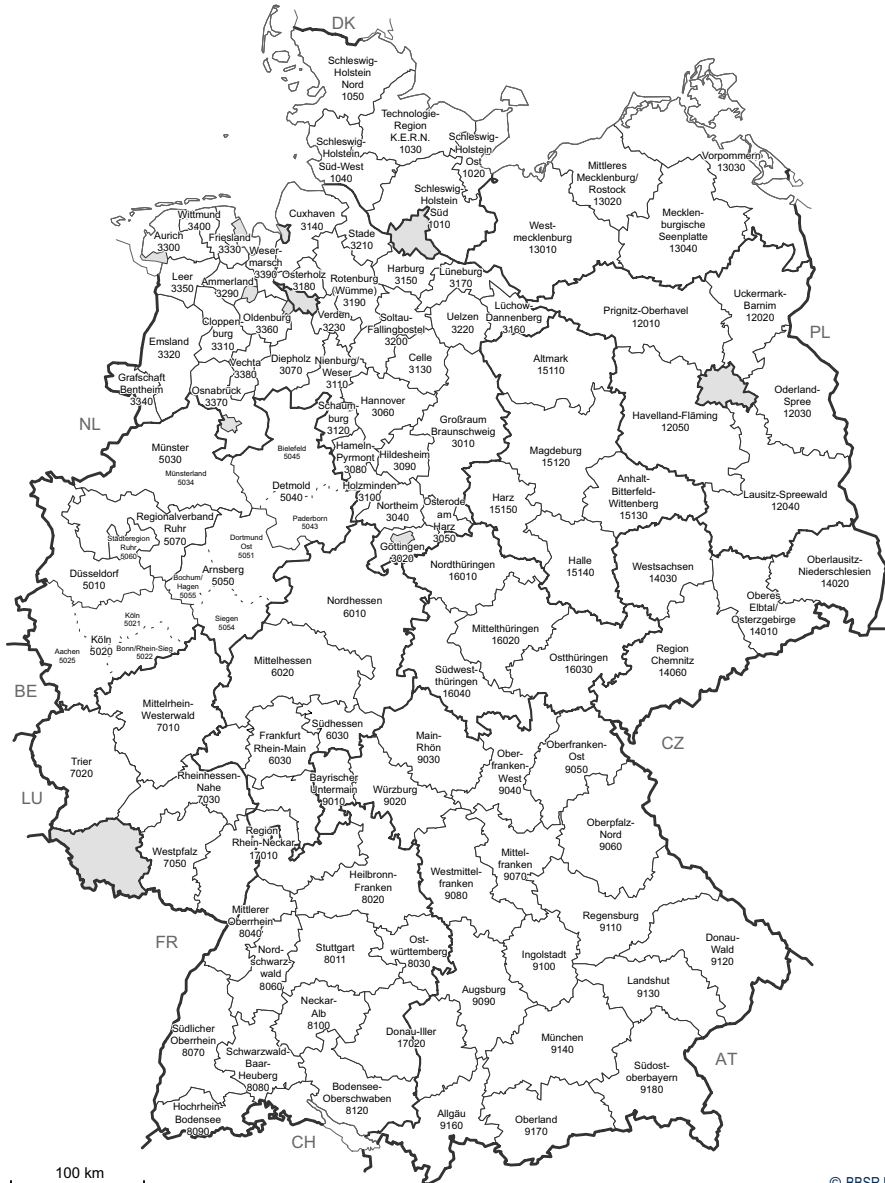 DK
Schleswig-
Holstein
Nord
1050
Technologie-
Region
K.E.R.N.
1030
Schleswig-
Holstein
Ost
1020
Schleswig-
Holstein
Süd-West
1040
Schleswig-
Holstein
Süd
1010
Vorpommern
13030
Mittleres
Mecklenburg/
Rostock
13020
Mecklen-
burgische
Seenplatte
13040
West-
mecklenburg
13010
Wittmund
3400
Aurich
3300
Friesland
3330
Cuxhaven
3140
Stade
3210
Weser-
marsch
3390
Osterholz
3180
Leer
3350
Ammerland
3290
Rotenburg
(Wümme)
3190
Harburg
3150
Lüneburg
3170
Lüchow-
Dannenberg
3160
Cloppen-
burg
3310
Oldenburg
3360
Verden
3230
Soltau-
Fallingbostel
3200
Uelzen
3220
Prignitz-Oberhavel
12010
Uckermark-
Barnim
12020
PL
Emsland
3320
Vechta
3380
Diepholz
3070
Nienburg/
Weser
3110
Celle
3130
Altmark
15110
Grafschaft
Bentheim
3340
Osnabrück
3370
Schaum-
burg
3120
Hannover
3060
Großraum
Braunschweig
3010
Havelland-Fläming
12050
Oderland-
Spree
12030
NL
Münster
5030
Münsterland
5034
Bielefeld
5045
Detmold
5040
Paderborn
5043
Hameln-
Pyrmont
3080
Hildesheim
3090
Holzminden
3100
Northeim
3040
Osterode
am
Harz
3050
Göttingen
3020
Magdeburg
15120
Harz
15150
Anhalt-
Bitterfeld-
Wittenberg
15130
Lausitz-Spreewald
12040
Regionalverband
Ruhr
5070
Städteregion
Ruhr
5060
Dortmund
Ost
5051
Düsseldorf
5010
Bochum/
Hagen
5055
Arnsberg
5050
Siegen
5054
Nordhessen
6010
Nordthüringen
16010
Halle
15140
Westsachsen
14030
Oberlausitz-
Niederschlesien
14020
Oberes
Elbtal/
Osterzgebirge
14010
Köln
5021
Köln
5020
Bonn/Rhein-Sieg
5022
Aachen
5025
Mittelhessen
6020
Mittelthüringen
16020
Südwest-
thüringen
16040
Ostthüringen
16030
Region
Chemnitz
14060
BE
Mittelrhein-
Westerwald
7010
Frankfurt
Rhein-Main
6030
Südhessen
6030
Main-
Rhön
9030
Ober-
franken-
West
9040
Oberfranken-
Ost
9050
CZ
Trier
7020
LU
Rheinhessen-
Nahe
7030
Bayrischer
Untermain
9010
Würzburg
9020
Westpfalz
7050
Region
Rhein-Neckar
17010
Heilbronn-
Franken
8020
Westmittel-
franken
9080
Mittel-
franken
9070
Oberpfalz-
Nord
9060
FR
Mittlerer
Oberrhein
8040
Nord-
schwarz-
wald
8060
Stuttgart
8011
Ost-
württemberg
8030
Ingolstadt
9100
Regensburg
9110
Donau-
Wald
9120
Augsburg
9090
Landshut
9130
Südlicher
Oberrhein
8070
Neckar-
Alb
8100
Donau-Iller
17020
München
9140
Schwarzwald-
Baar-
Heuberg
8080
Bodensee-
Oberschwaben
8120
Südost-
oberbayern
9180
AT
Hochrhein-
Bodensee
8090
CH
Allgäu
9160
Oberland
9170
100 km
© BBSR